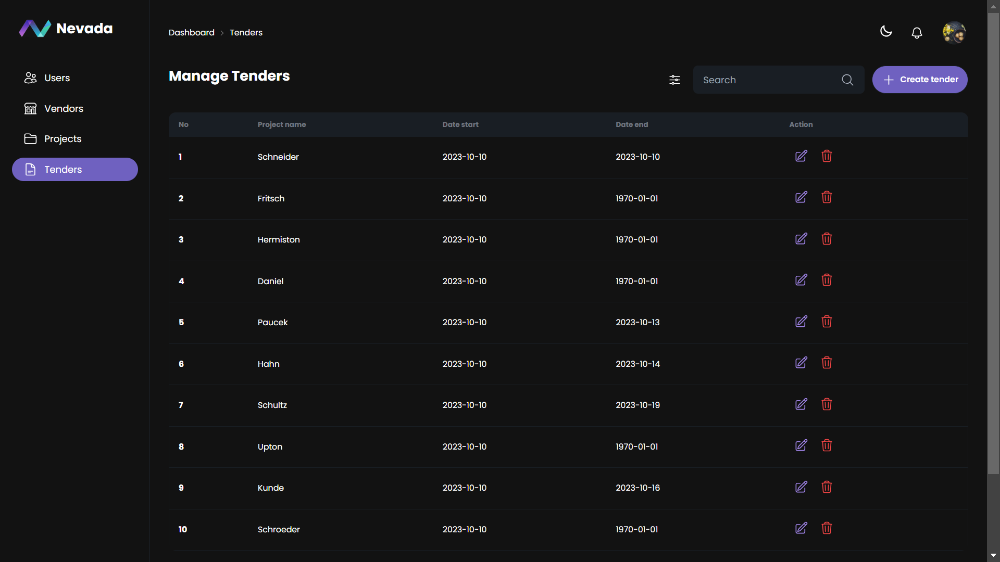 Nevada
Users
Vendors
Projects
Tenders
Dashboard Tenders
Manage Tenders
Search
Create tender
No Project name Date start Date end Action
1 Schneider 2023-10-10 2023-10-10
2 Fritsch 2023-10-10 1970-01-01
3 Hermiston 2023-10-10 1970-01-01
4 Daniel 2023-10-10 1970-01-01
5 Paucek 2023-10-10 2023-10-13
6 Hahn 2023-10-10 2023-10-14
7 Schultz 2023-10-10 2023-10-19
8 Upton 2023-10-10 1970-01-01
9 Kunde 2023-10-10 2023-10-16
10 Schroeder 2023-10-10 1970-01-01